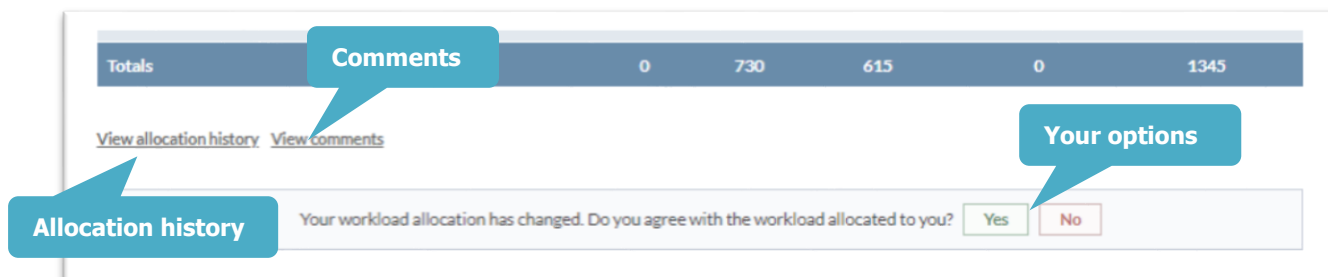 Comments
Totals 0 730 615 0 1345
Your options
View allocation history View comments
Allocation history
Your workload allocation has changed. Do you agree with the workload allocated to you? Yes No